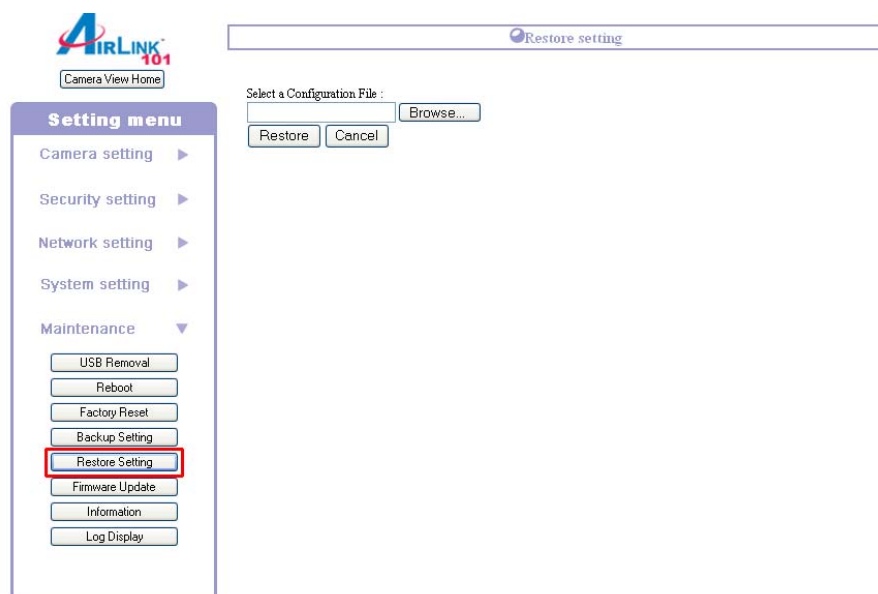 AIRLINK
101
Camera View Home
Setting menu
Camera setting
Security setting
Network setting
System setting
Maintenance
USB Removal
Reboot
Factory Reset
Backup Setting
Restore Setting
Firmware Update
Information
Log Display
Restore setting
Select a Configuration File :
Browse...
Restore Cancel